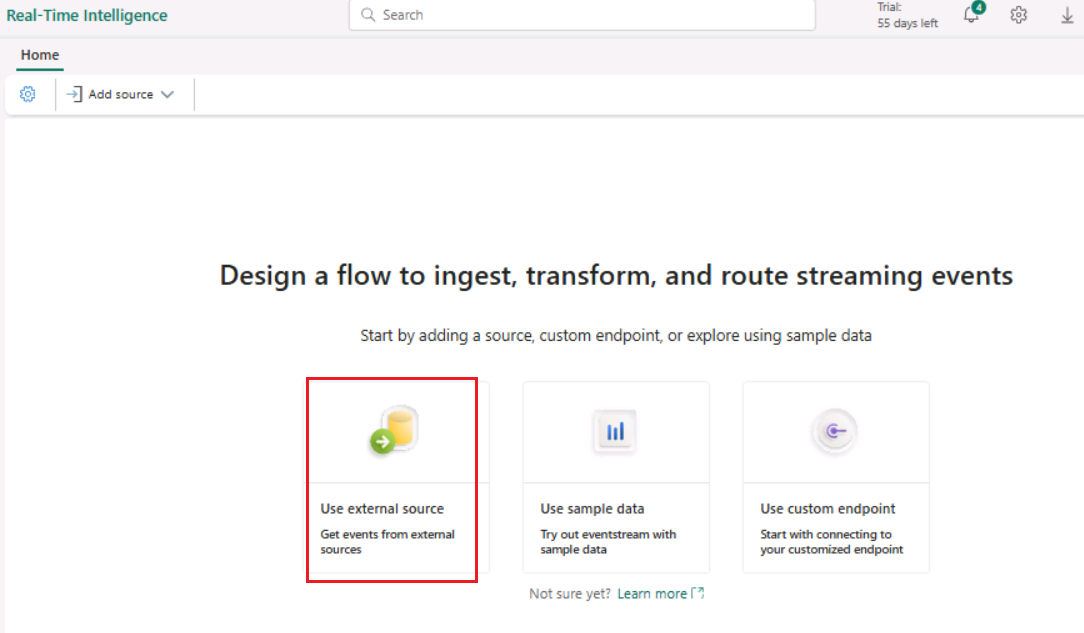 Real-Time Intelligence
Search
Trial:
55 days left
4
Home
Add source
Design a flow to ingest, transform, and route streaming events
Start by adding a source, custom endpoint, or explore using sample data
Use external source
Get events from external
sources
Use sample data
Try out eventstream with
sample data
Use custom endpoint
Start with connecting to
your customized endpoint
Not sure yet? Learn more